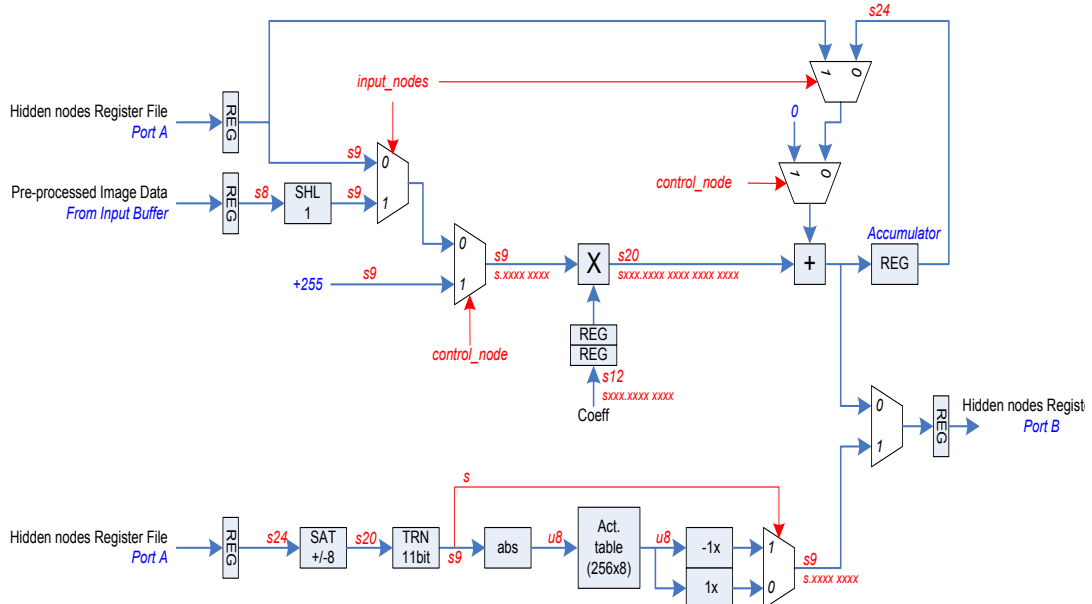 s24
input_nodes
1
0
Hidden nodes Register File
Port A
REG
0
s9
0
control_node
1
0
Pre-processed Image Data
From Input Buffer
REG
s8
SHL
1
s9
1
0
s9
s.xxxx xxxx
X
s20
sxxx.xxxx xxxx xxxx xxxx
+
Accumulator
REG
+255
s9
1
control_node
REG
REG
s12
sxxx.xxxx xxxx
Coeff
0
1
REG
Hidden nodes Registe
Port B
s
Hidden nodes Register File
Port A
REG
s24
SAT
+/-8
s20
TRN
11bit
s9
abs
u8
Act.
table
(256x8)
u8
-1x
1x
1
0
s9
s.xxxx xxxx